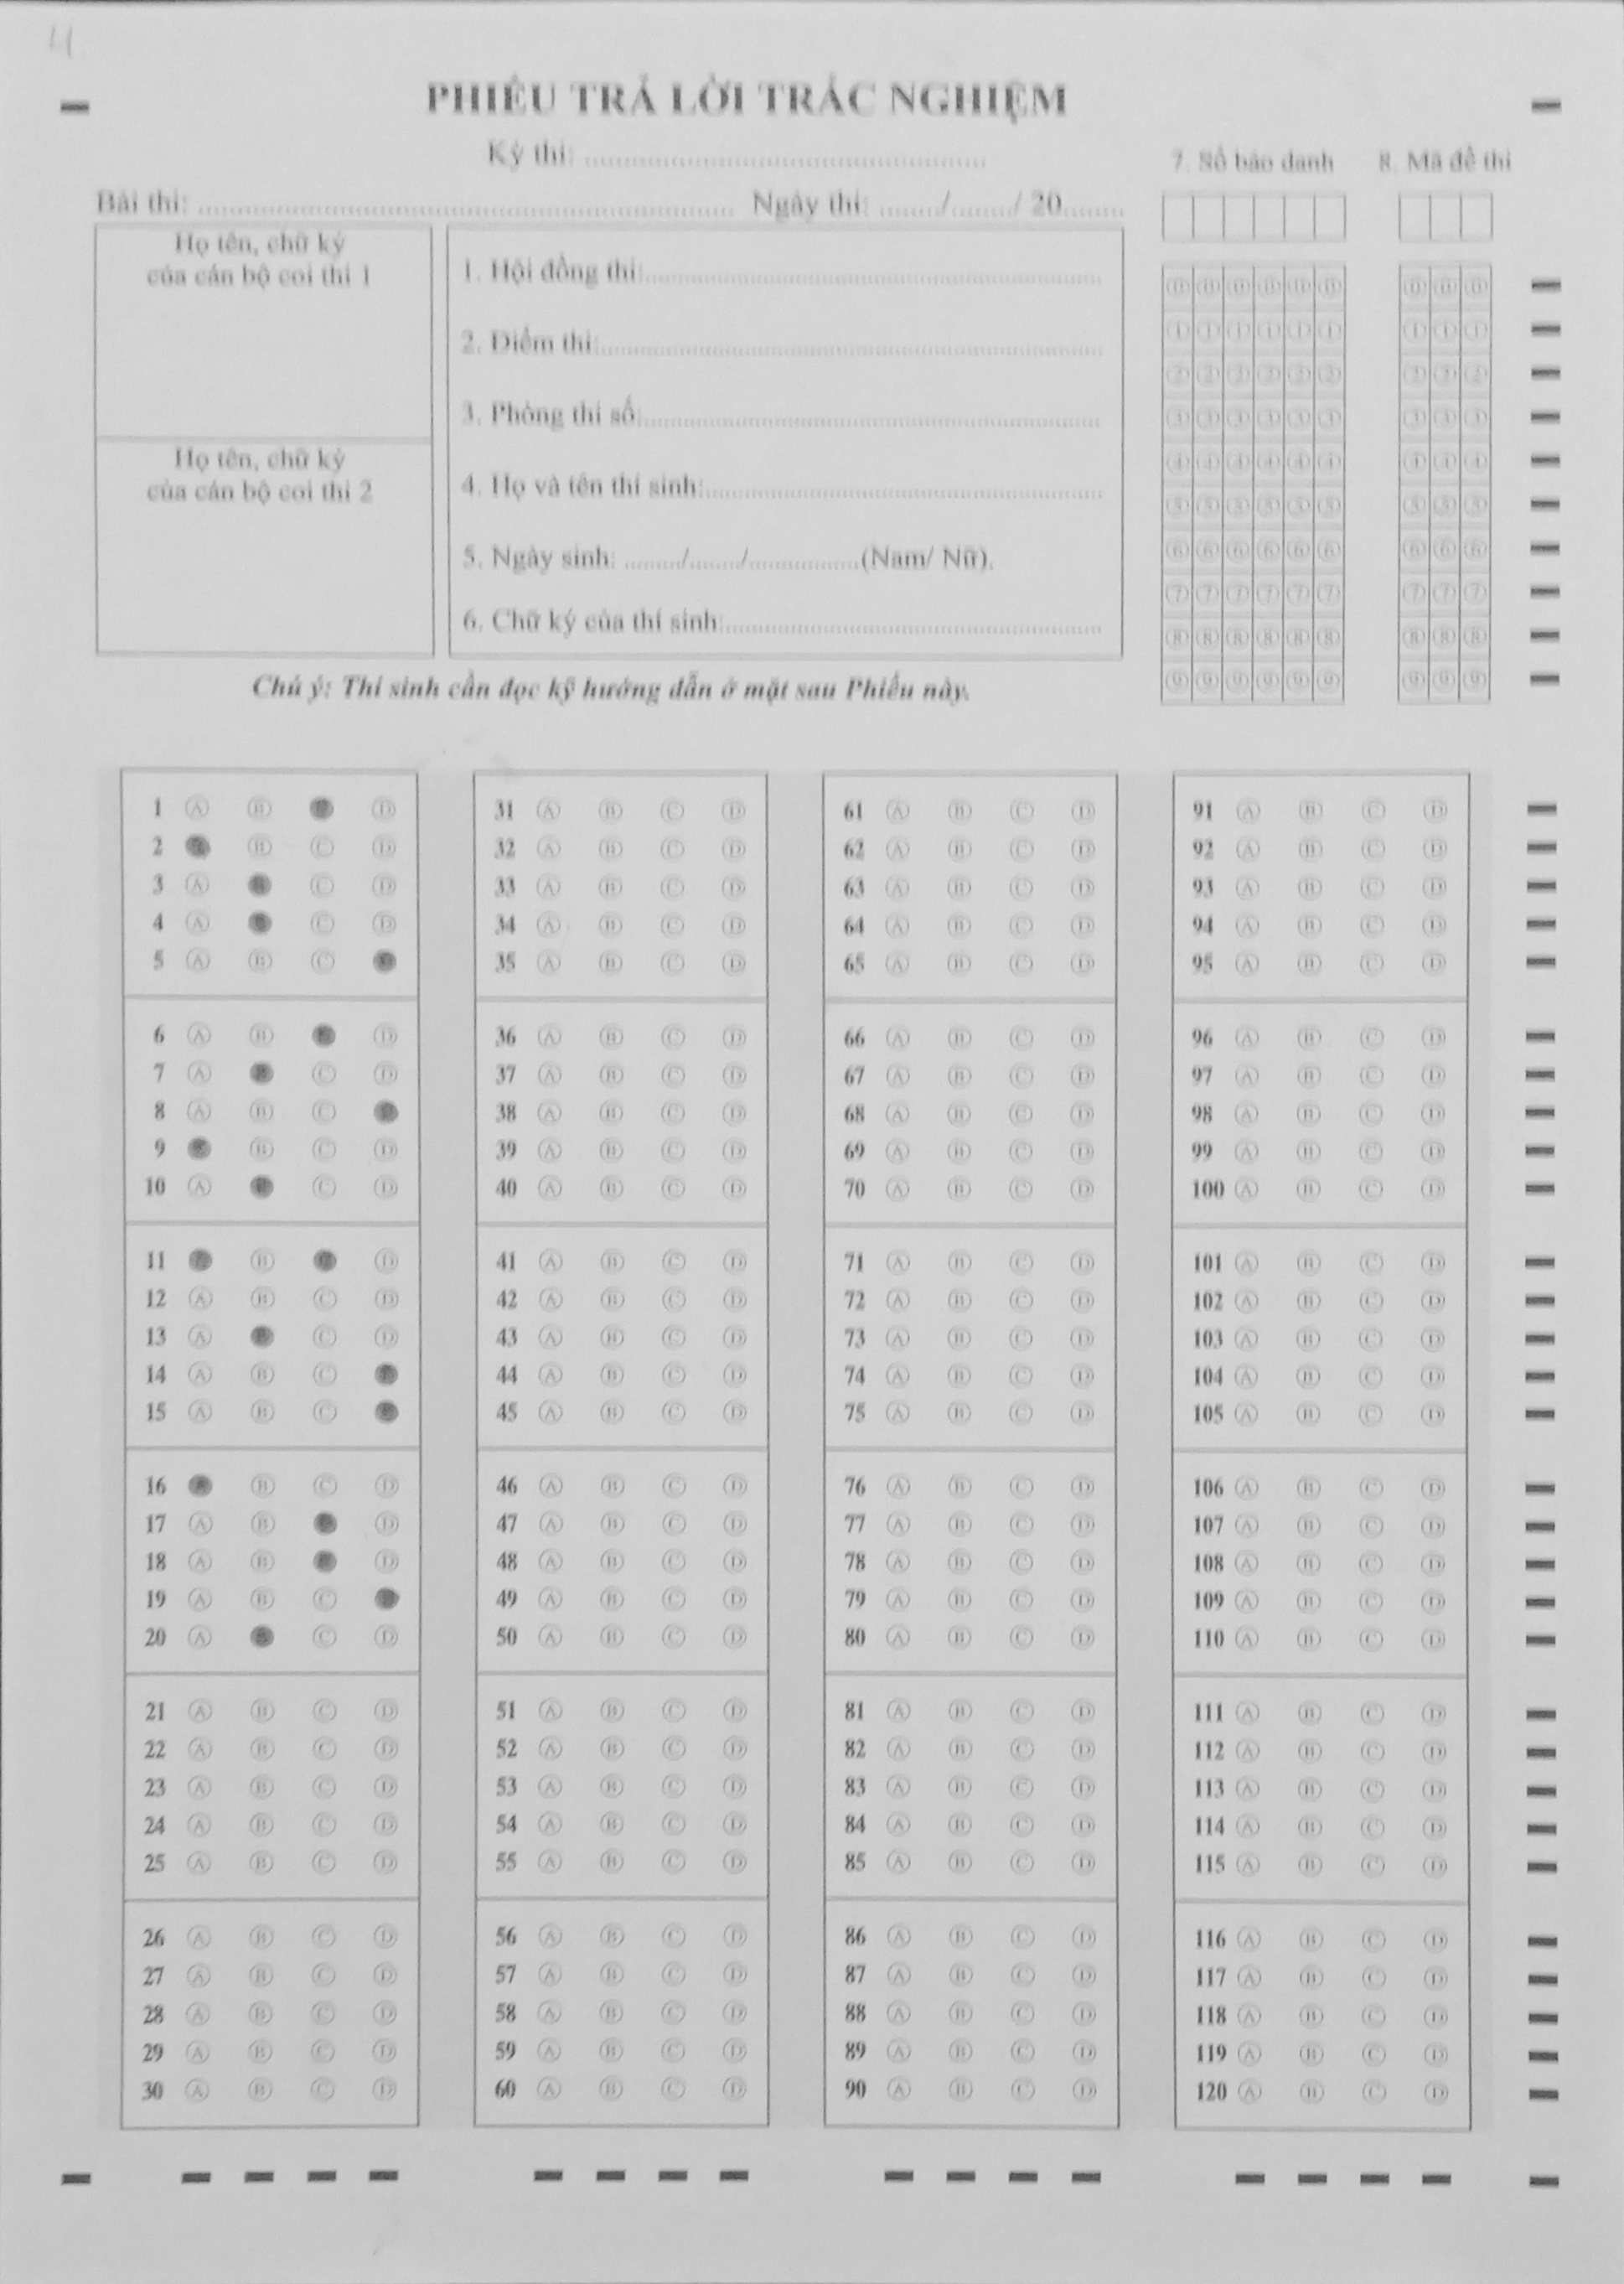 4
PHIẾU TRẢ LỜI TRẮC NGHIỆM
Kỳ thi: ....................................................
Bài thi: .................................................................... Ngày thi: ......../......../ 20........
7. Số báo danh
8. Mã đề thi
Họ tên, chữ ký
của cán bộ coi thi 1
Họ tên, chữ ký
của cán bộ coi thi 2
1. Hội đồng thi:............................................................
2. Điểm thi:..................................................................
3. Phòng thi số:............................................................
4. Họ và tên thí sinh:...................................................
5. Ngày sinh: ......../......../................(Nam/ Nữ).
6. Chữ ký của thí sinh:................................................
0 0 0 0 0 0 0 0 0
1 1 1 1 1 1 1 1 1
2 2 2 2 2 2 2 2 2
3 3 3 3 3 3 3 3 3
4 4 4 4 4 4 4 4 4
5 5 5 5 5 5 5 5 5
6 6 6 6 6 6 6 6 6
7 7 7 7 7 7 7 7 7
8 8 8 8 8 8 8 8 8
9 9 9 9 9 9 9 9 9
Chú ý: Thí sinh cần đọc kỹ hướng dẫn ở mặt sau Phiếu này.
1 A B D
2 B C D
3 A C D
4 A C D
5 A B C
6 A B D
7 A C D
8 A B C
9 B C D
10 A C D
11 B D
12 A B C D
13 A C D
14 A B C
15 A B C
16 B C D
17 A B D
18 A B D
19 A B C
20 A C D
21 A B C D
22 A B C D
23 A B C D
24 A B C D
25 A B C D
26 A B C D
27 A B C D
28 A B C D
29 A B C D
30 A B C D
31 A B C D
32 A B C D
33 A B C D
34 A B C D
35 A B C D
36 A B C D
37 A B C D
38 A B C D
39 A B C D
40 A B C D
41 A B C D
42 A B C D
43 A B C D
44 A B C D
45 A B C D
46 A B C D
47 A B C D
48 A B C D
49 A B C D
50 A B C D
51 A B C D
52 A B C D
53 A B C D
54 A B C D
55 A B C D
56 A B C D
57 A B C D
58 A B C D
59 A B C D
60 A B C D
61 A B C D
62 A B C D
63 A B C D
64 A B C D
65 A B C D
66 A B C D
67 A B C D
68 A B C D
69 A B C D
70 A B C D
71 A B C D
72 A B C D
73 A B C D
74 A B C D
75 A B C D
76 A B C D
77 A B C D
78 A B C D
79 A B C D
80 A B C D
81 A B C D
82 A B C D
83 A B C D
84 A B C D
85 A B C D
86 A B C D
87 A B C D
88 A B C D
89 A B C D
90 A B C D
91 A B C D
92 A B C D
93 A B C D
94 A B C D
95 A B C D
96 A B C D
97 A B C D
98 A B C D
99 A B C D
100 A B C D
101 A B C D
102 A B C D
103 A B C D
104 A B C D
105 A B C D
106 A B C D
107 A B C D
108 A B C D
109 A B C D
110 A B C D
111 A B C D
112 A B C D
113 A B C D
114 A B C D
115 A B C D
116 A B C D
117 A B C D
118 A B C D
119 A B C D
120 A B C D